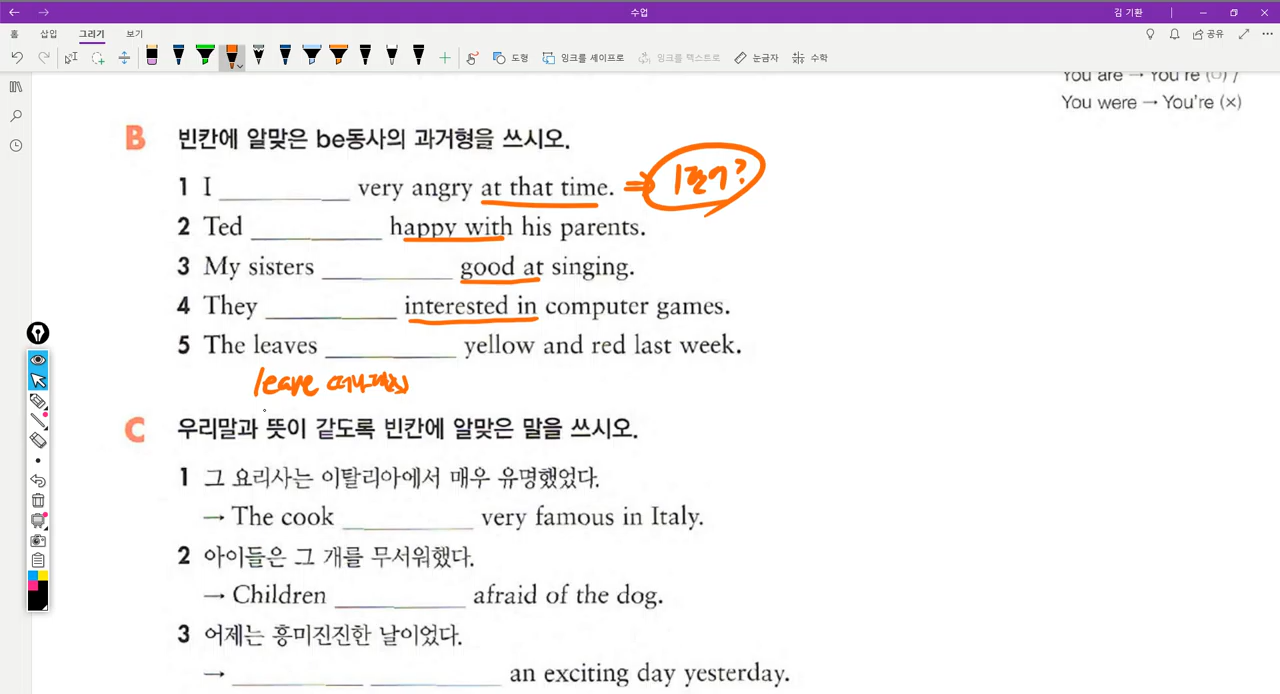 수업
김 기환
홈 삽입 그리기 보기
공유
도형 잉크를 셰이프로 잉크를 텍스트로 눈금자 수학
You are → You're (○) /
You were → You're (×)
B 빈칸에 알맞은 be동사의 과거형을 쓰시오.
1 I __________ very angry at that time. ⇒
2 Ted __________ happy with his parents.
3 My sisters __________ good at singing.
4 They __________ interested in computer games.
5 The leaves __________ yellow and red last week.
leave
C 우리말과 뜻이 같도록 빈칸에 알맞은 말을 쓰시오.
1 그 요리사는 이탈리아에서 매우 유명했었다.
→ The cook __________ very famous in Italy.
2 아이들은 그 개를 무서워했다.
→ Children __________ afraid of the dog.
3 어제는 흥미진진한 날이었다.
→ __________ __________ an exciting day yesterday.